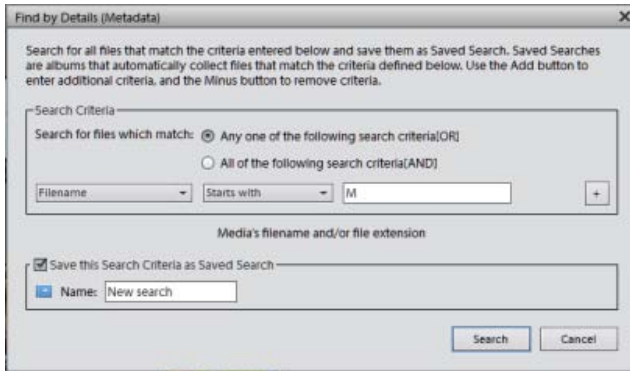 Find by Details (Metadata)
Search for all files that match the criteria entered below and save them as Saved Search. Saved Searches
are albums that automatically collect files that match the criteria defined below. Use the Add button to
enter additional criteria, and the Minus button to remove criteria.
Search Criteria
Search for files which match: Any one of the following search criteria[OR]
All of the following search criteria[AND]
Filename Starts with M +
Media's filename and/or file extension
Save this Search Criteria as Saved Search
Name: New search
Search Cancel